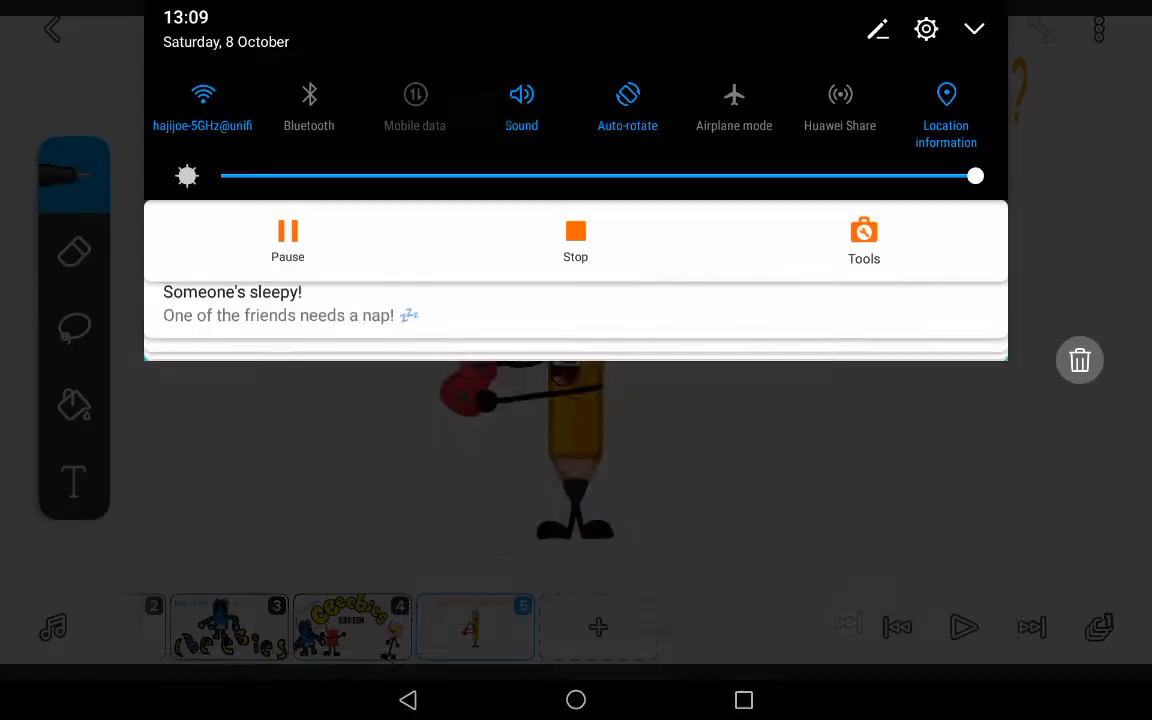 13:09
Saturday, 8 October
hajijoe-5GHz@unifi
Bluetooth
Mobile data
Sound
Auto-rotate
Airplane mode
Huawei Share
Location
information
Pause
Stop
Tools
Someone's sleepy!
One of the friends needs a nap! 💤
?
T
2
3
4
5
CBeebies